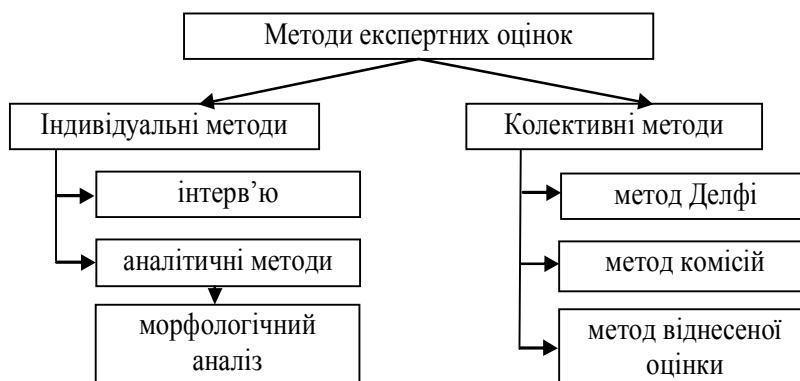 Методи експертних оцінок
Індивідуальні методи
Колективні методи
інтерв’ю
метод Делфі
аналітичні методи
метод комісій
морфологічний
аналіз
метод віднесеної
оцінки